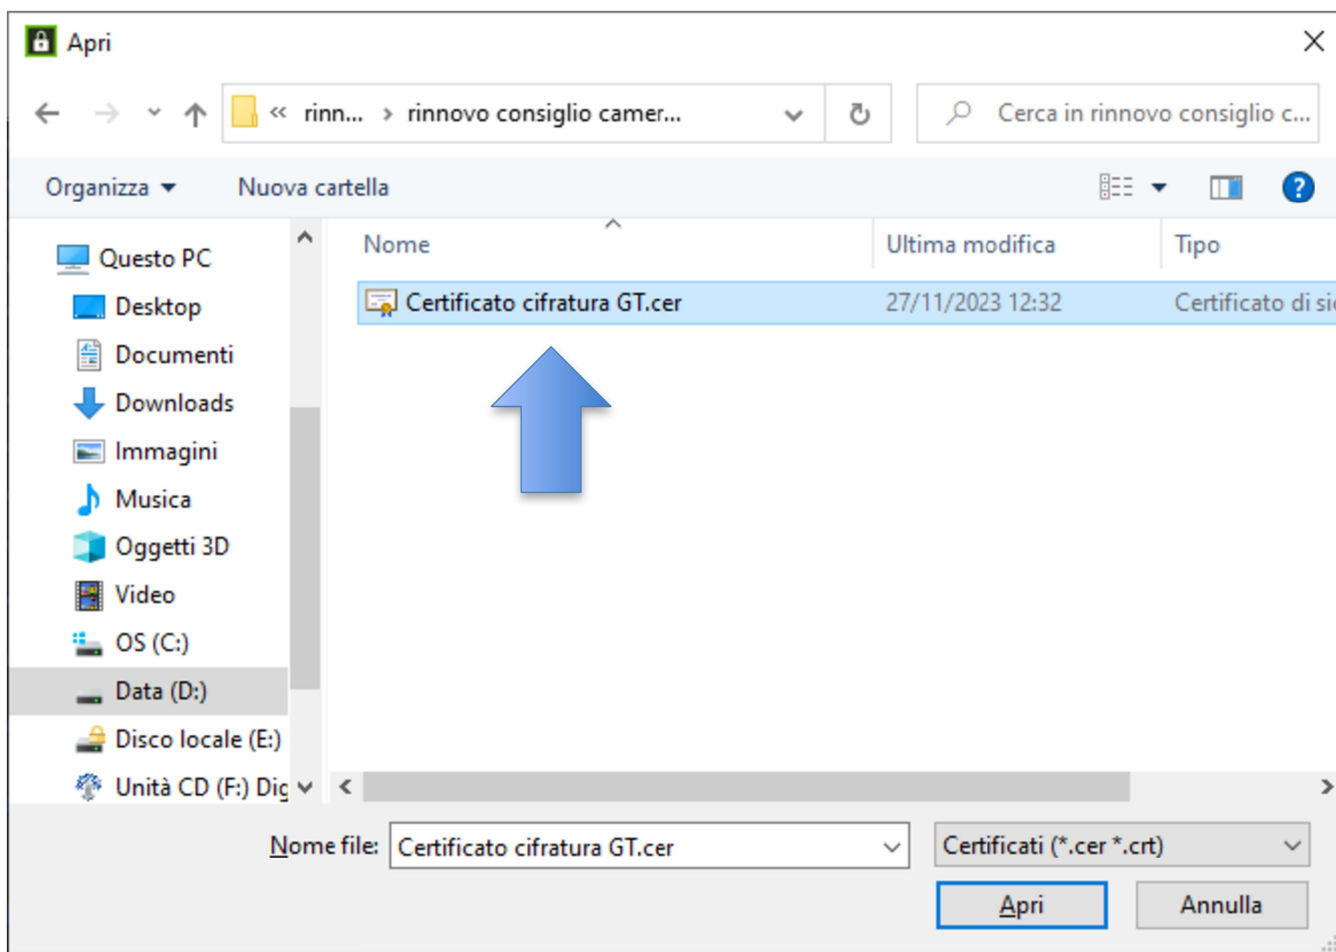 Apri
« rinn... › rinnovo consiglio camer...
Cerca in rinnovo consiglio c...
Organizza
Nuova cartella
Nome
Ultima modifica
Tipo
Questo PC
Desktop
Documenti
Downloads
Immagini
Musica
Oggetti 3D
Video
OS (C:)
Data (D:)
Disco locale (E:)
Unità CD (F:) Dig
Certificato cifratura GT.cer
27/11/2023 12:32
Certificato di sic
Nome file:
Certificato cifratura GT.cer
Certificati (*.cer *.crt)
Apri
Annulla